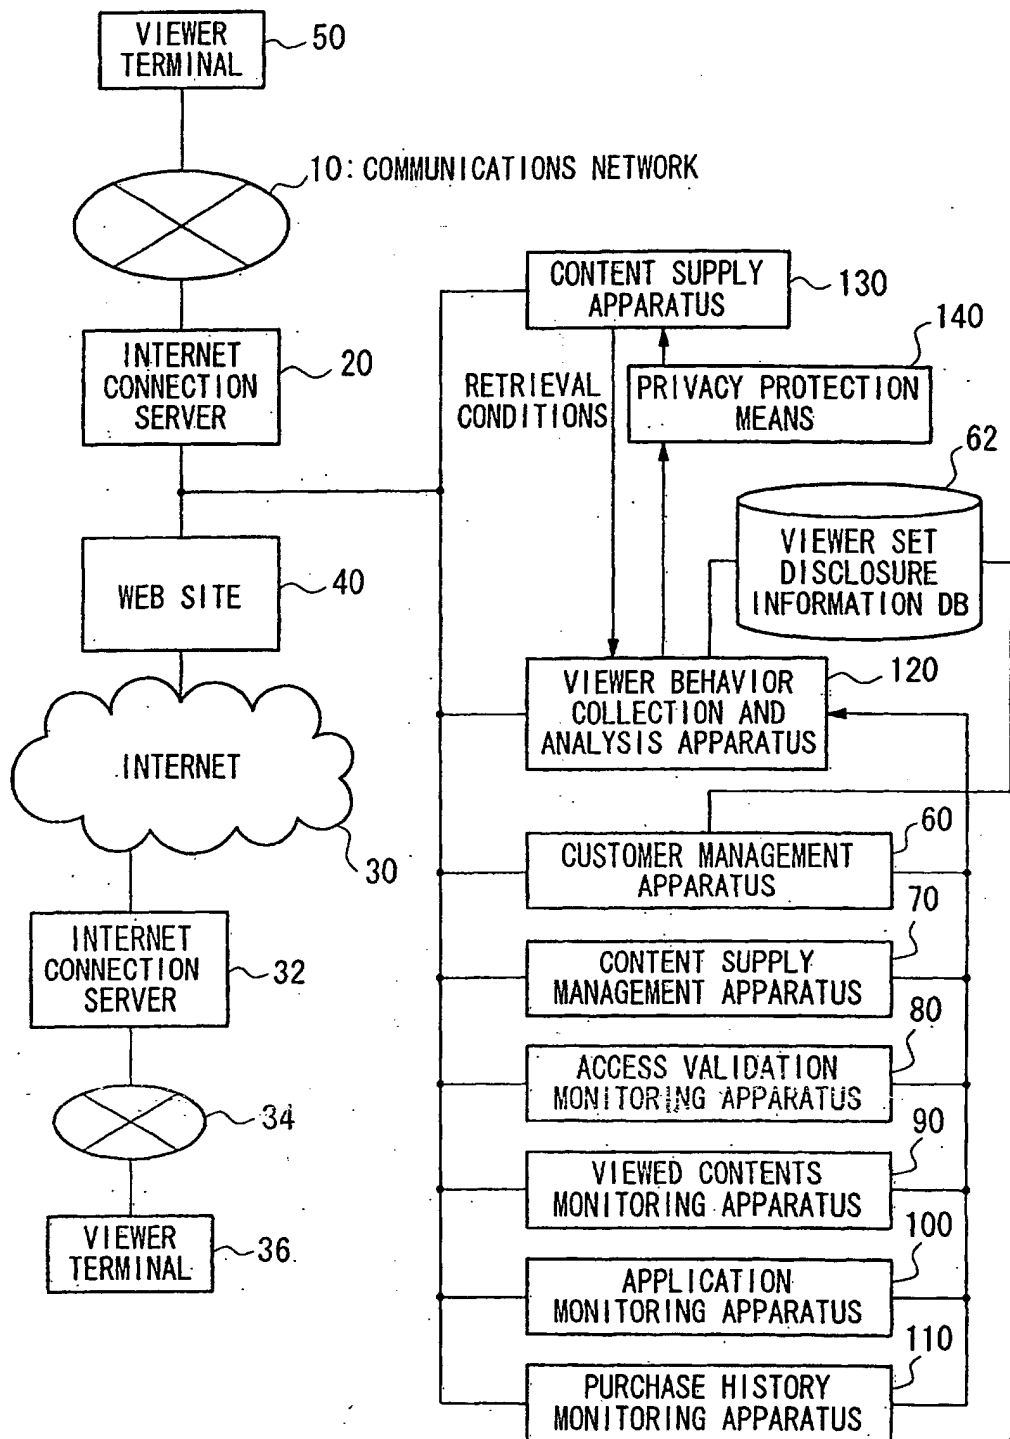 VIEWER
TERMINAL
50
10: COMMUNICATIONS NETWORK
INTERNET
CONNECTION
SERVER
20
WEB SITE
40
INTERNET
30
INTERNET
CONNECTION
SERVER
32
34
VIEWER
TERMINAL
36
CONTENT SUPPLY
APPARATUS
130
RETRIEVAL
CONDITIONS
140
PRIVACY PROTECTION
MEANS
62
VIEWER SET
DISCLOSURE
INFORMATION DB
VIEWER BEHAVIOR
COLLECTION AND
ANALYSIS APPARATUS
120
60
CUSTOMER MANAGEMENT
APPARATUS
70
CONTENT SUPPLY
MANAGEMENT APPARATUS
80
ACCESS VALIDATION
MONITORING APPARATUS
90
VIEWED CONTENTS
MONITORING APPARATUS
100
APPLICATION
MONITORING APPARATUS
110
PURCHASE HISTORY
MONITORING APPARATUS